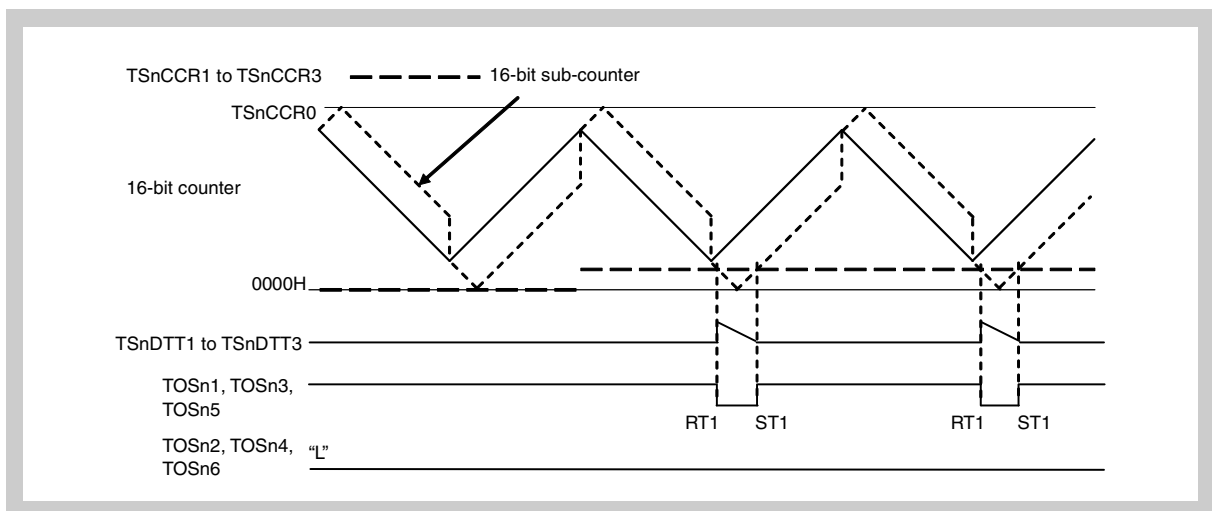 TSnCCR1 to TSnCCR3
16-bit sub-counter
TSnCCR0
16-bit counter
0000H
TSnDTT1 to TSnDTT3
TOSn1, TOSn3,
TOSn5
RT1 ST1 RT1 ST1
TOSn2, TOSn4, “L”
TOSn6